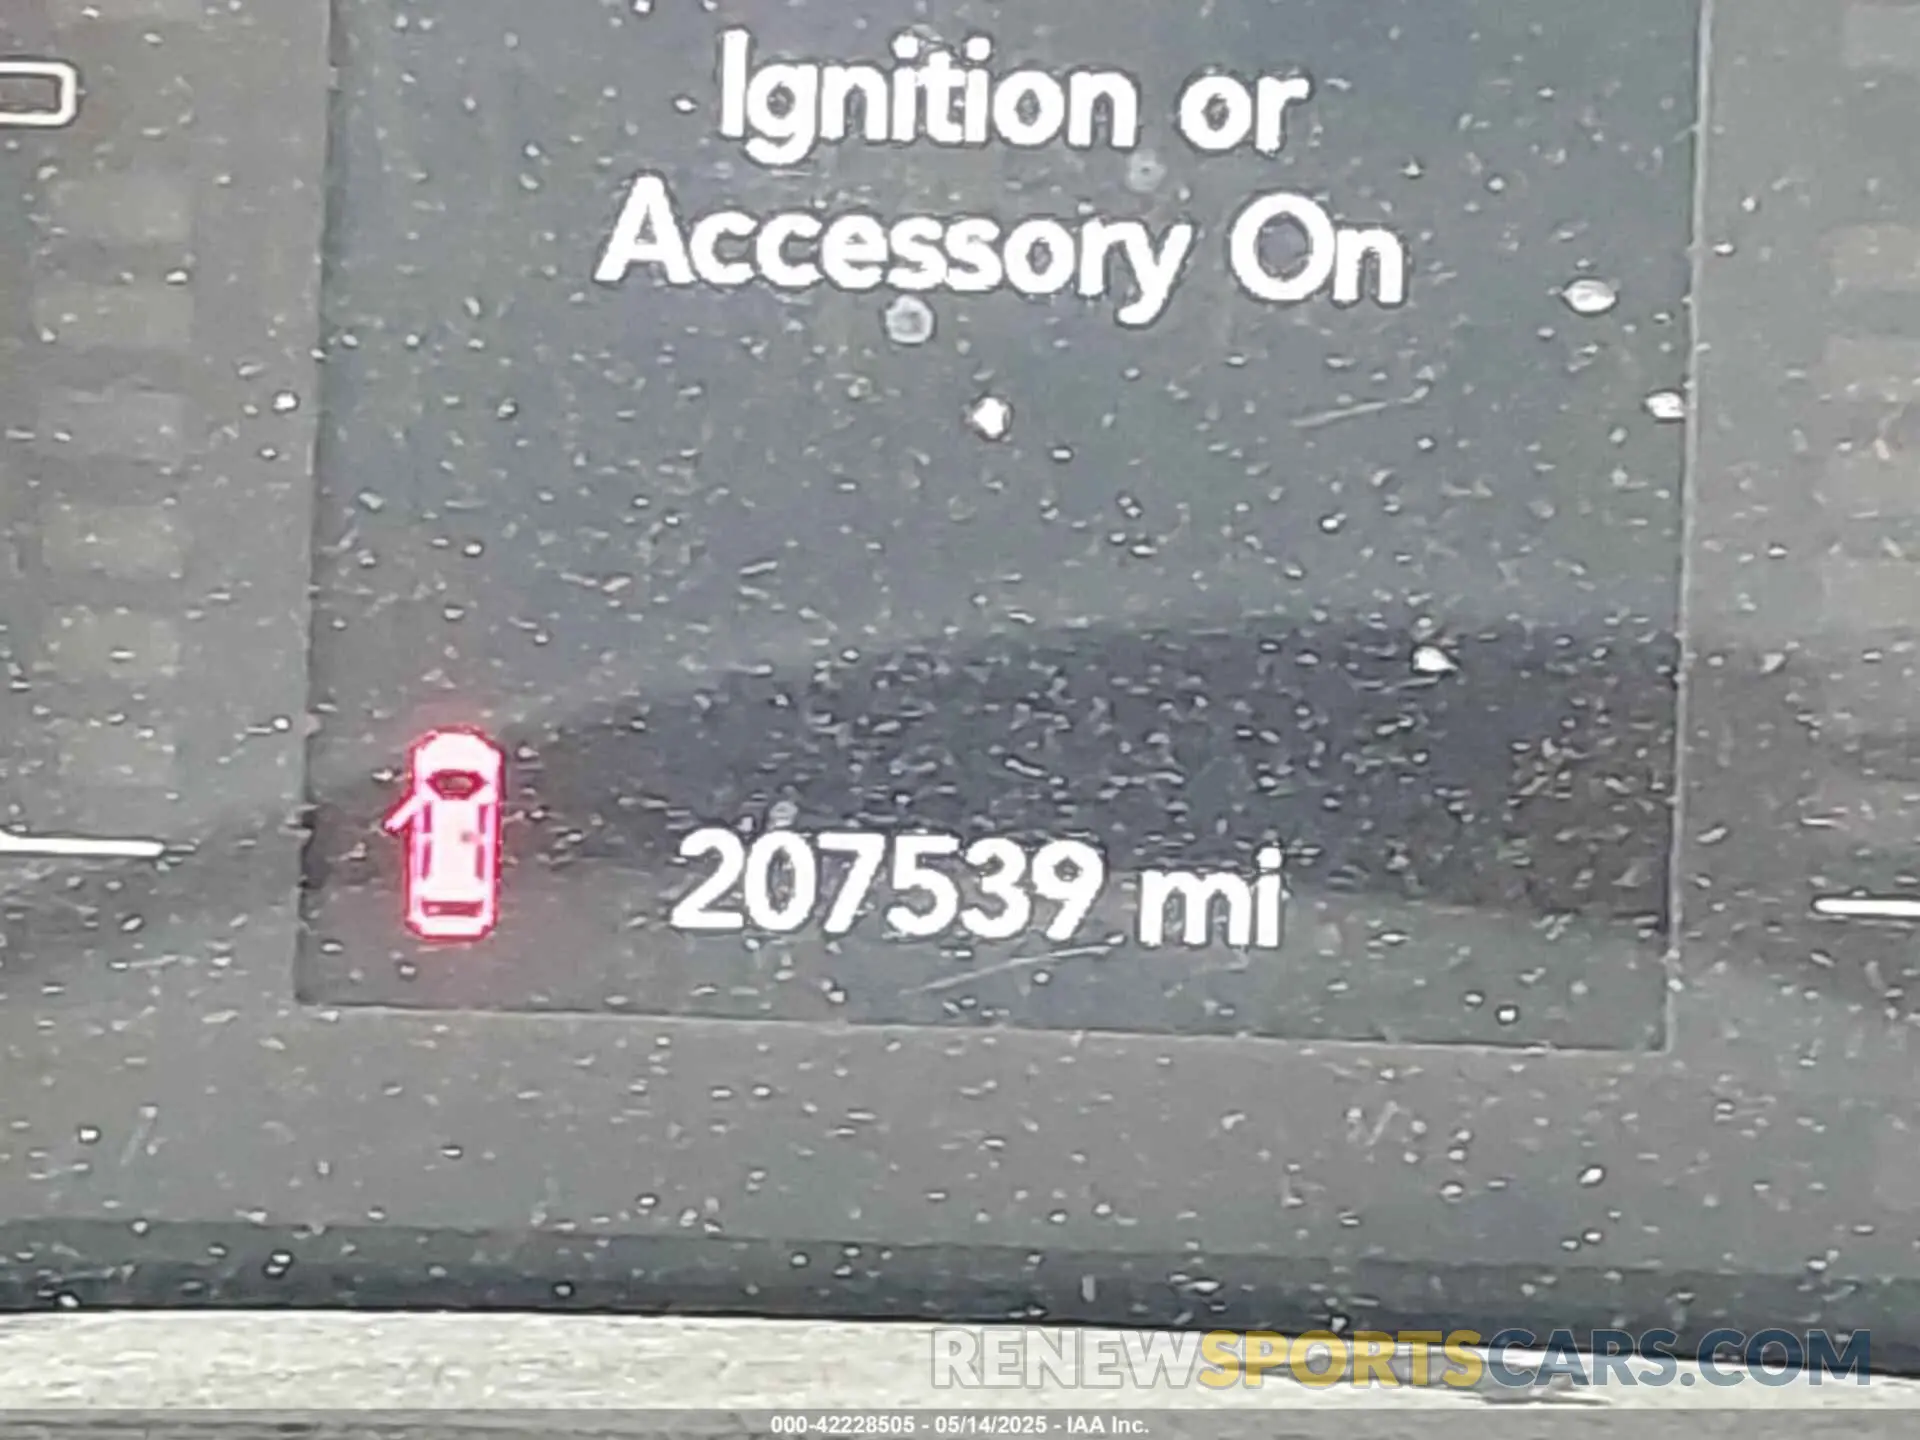 Ignition or
Accessory On
207539 mi
RENEWSPORTSCARS.COM
000-42228505 - 05/14/2025 - IAA Inc.